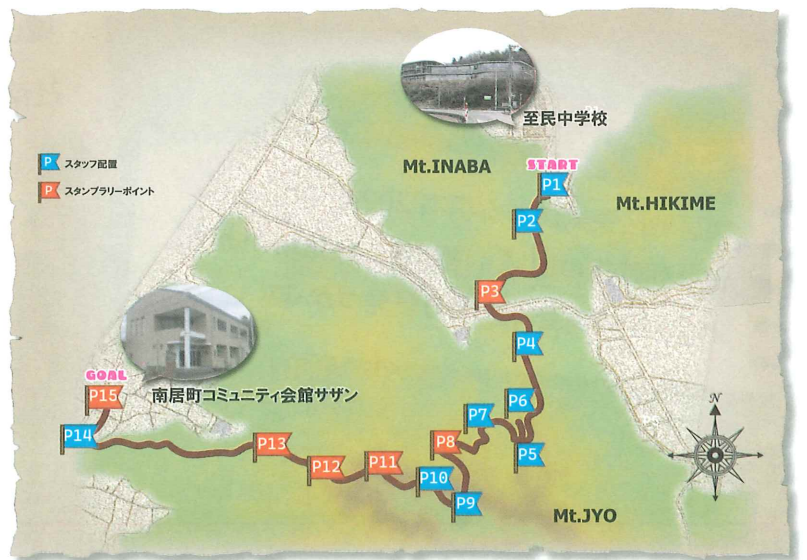 至民中学校
P スタッフ配置
P スタンプラリーポイント
Mt.INABA
START
P1
Mt.HIKIME
P2
P3
P4
P6
P7
P5
P8
GOAL
P15
南居町コミュニティ会館サザン
P14
P13
P12
P11
P10
P9
Mt.JYO
N